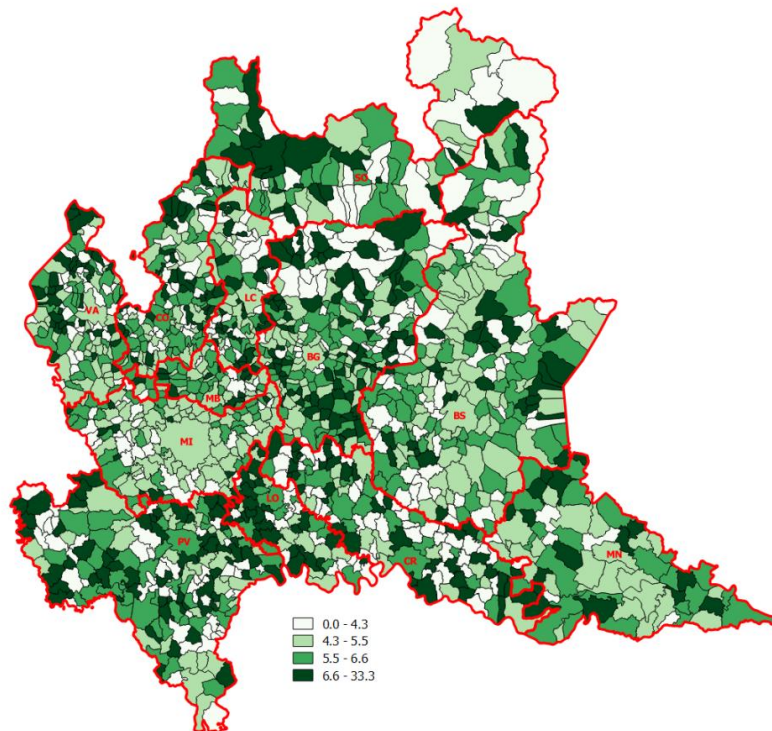 SO
VA
CO
LC
BG
MB
BS
MI
LO
PV
CR
MN
0.0 - 4.3
4.3 - 5.5
5.5 - 6.6
6.6 - 33.3